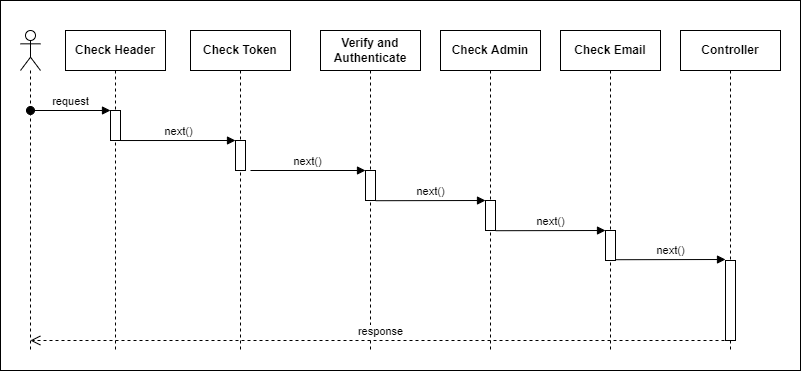 Check Header
Check Token
Verify and
Authenticate
Check Admin
Check Email
Controller
request
next()
next()
next()
next()
next()
response